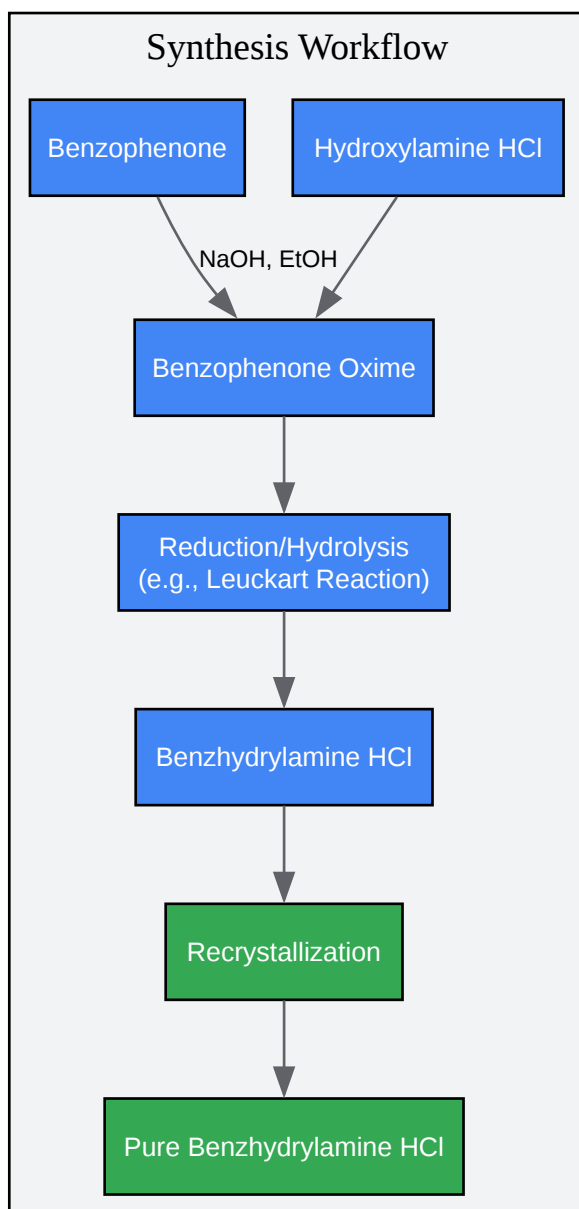 Synthesis Workflow
Benzophenone
Hydroxylamine HCl
NaOH, EtOH
Benzophenone Oxime
Reduction/Hydrolysis
(e.g., Leuckart Reaction)
Benzhydrylamine HCl
Recrystallization
Pure Benzhydrylamine HCl